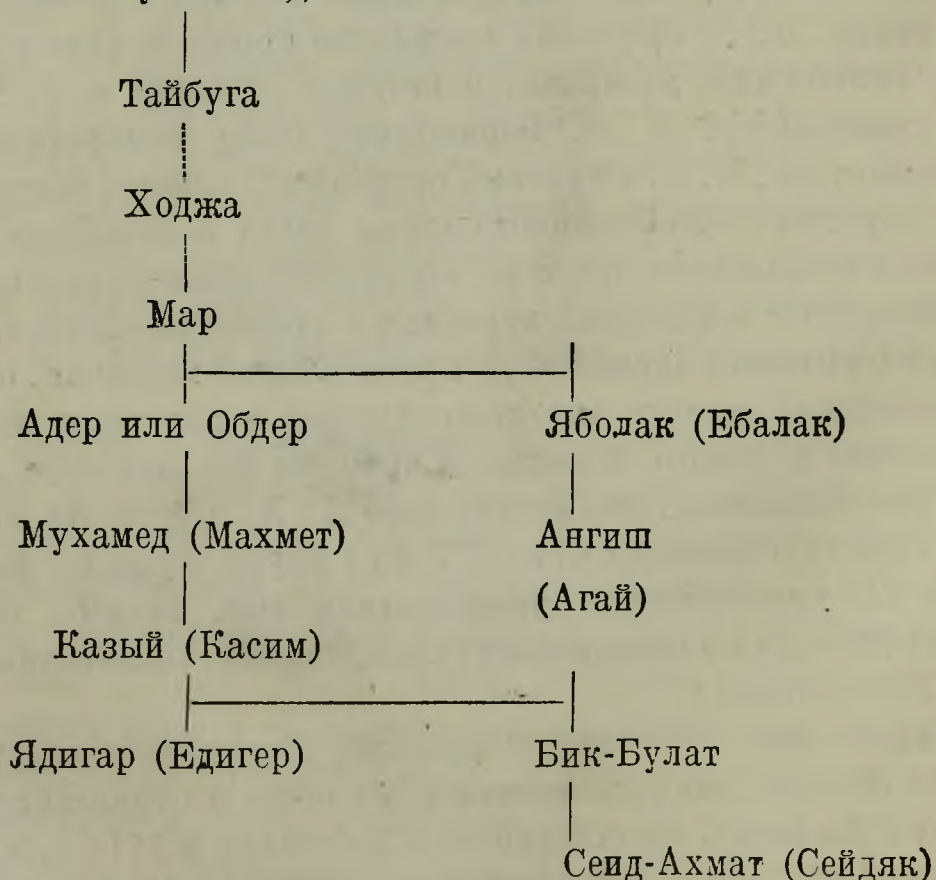 Тайбуга
Ходжа
Мар
Адер или Обдер Яболак (Ебалак)
Мухамед (Махмет) Ангиш
(Агай)
Казый (Касим)
Ядигар (Едигер) Бик-Булат
Сеид-Ахмат (Сейдяк)